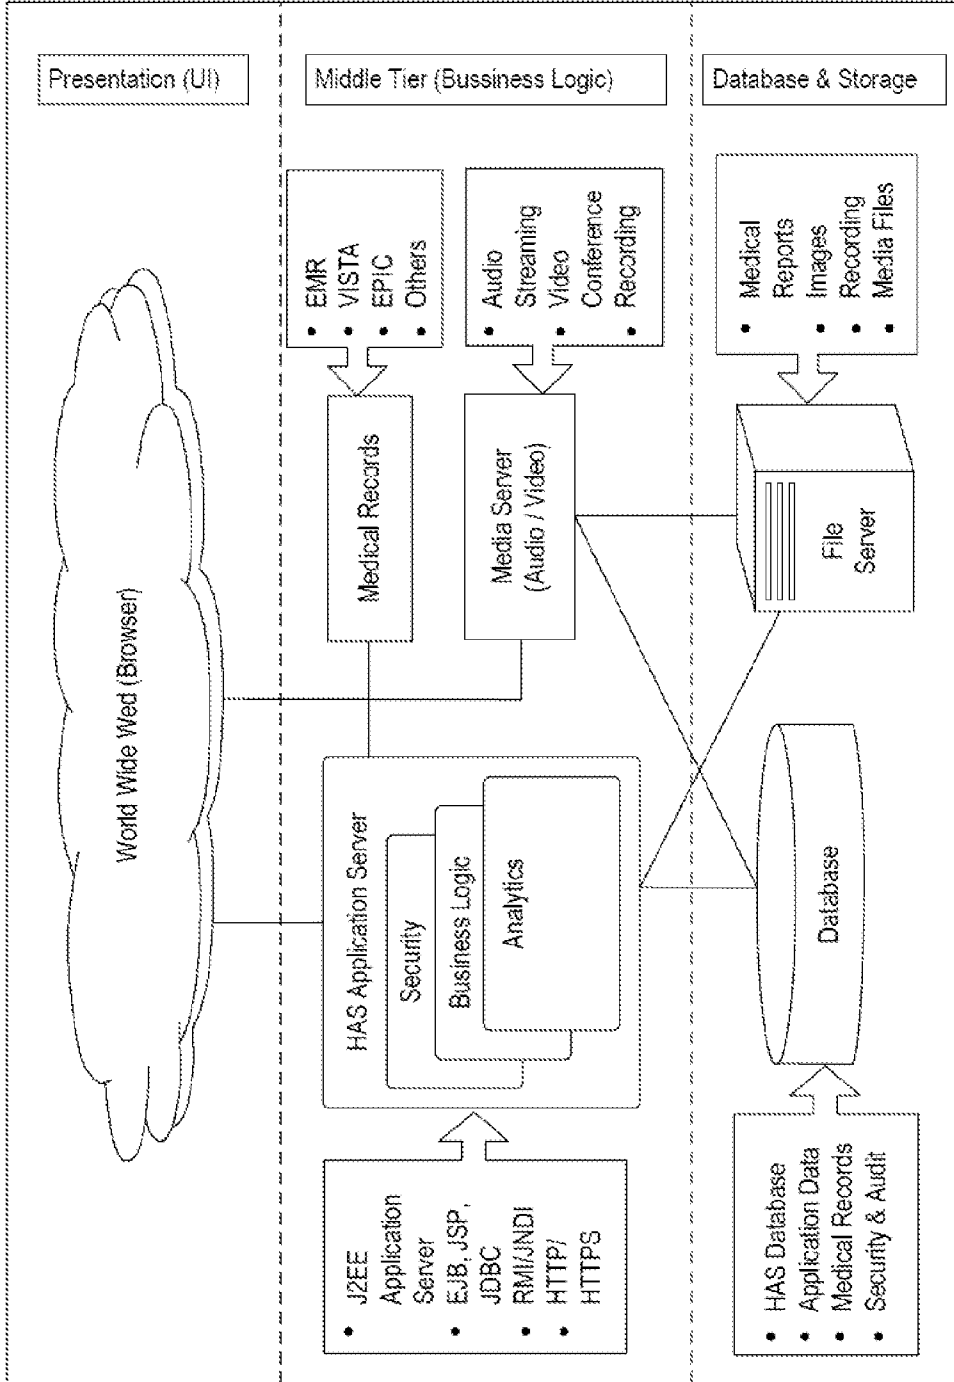 Presentation (UI)
Middle Tier (Bussiness Logic)
Database & Storage
World Wide Wed (Browser)
• EMR
• VISTA
• EPIC
• Others
Medical Records
• Audio
Streaming
• Video
Conference
• Recording
Media Server
(Audio / Video)
• Medical
Reports
• Images
• Recording
• Media Files
File
Server
HAS Application Server
Security
Business Logic
Analytics
• J2EE
Application
Server
• EJB, JSP,
JDBC
• RMI/JNDI
• HTTP/
HTTPS
Database
• HAS Database
• Application Data
• Medical Records
• Security & Audit